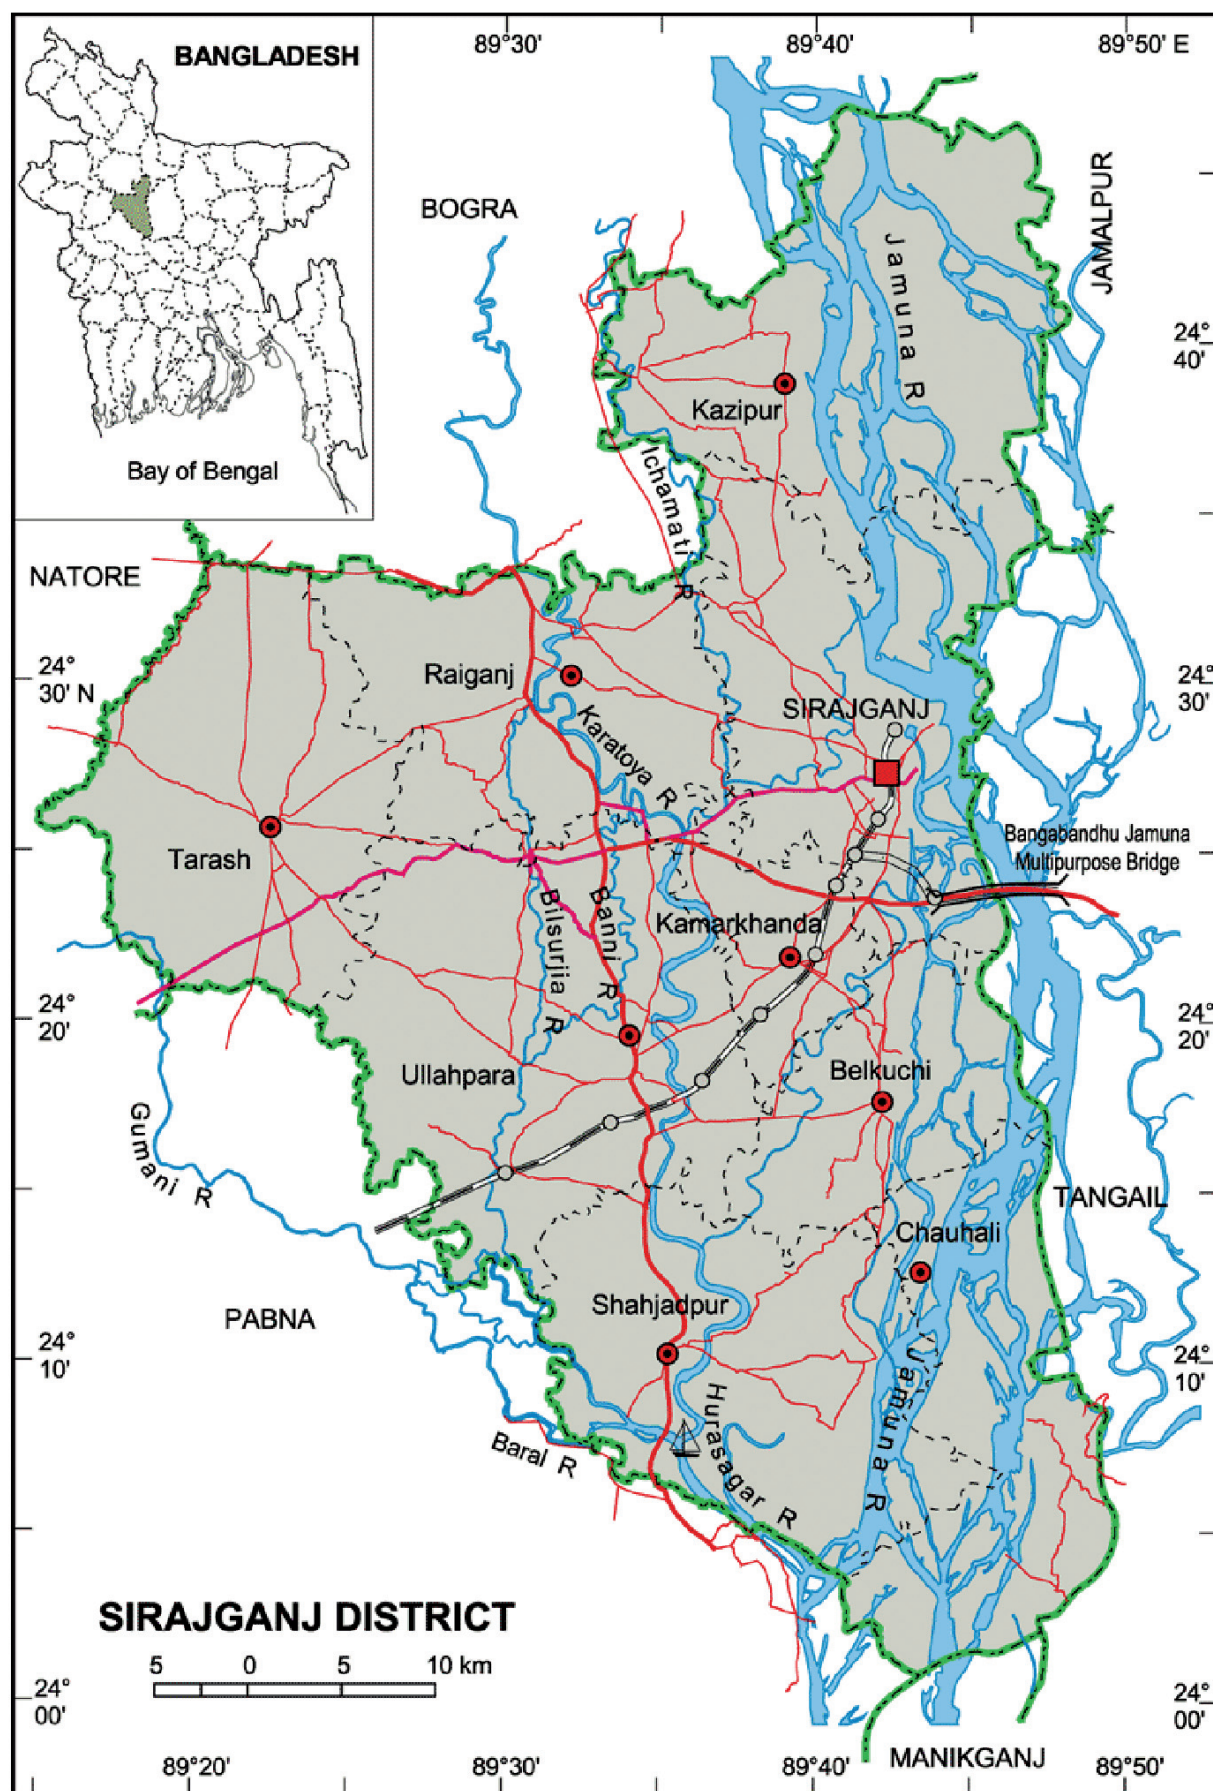 89°30'
89°40'
89°50' E
BANGLADESH
Bay of Bengal
BOGRA
JAMALPUR
Jamuna R
24°
40'
24°
40'
Kazipur
Ichamati R
NATORE
24°
30' N
24°
30'
Raiganj
Karatoya R
SIRAJGANJ
Bangabandhu Jamuna
Multipurpose Bridge
Tarash
Bilsurjia R
Banni R
Kamarkhanda
24°
20'
24°
20'
Ullahpara
Belkuchi
Gumani R
TANGAIL
Chauhali
PABNA
Shahjadpur
24°
10'
24°
10'
Jamuna R
Hurasagar R
Baral R
SIRAJGANJ DISTRICT
5 0 5 10 km
24°
00'
24°
00'
MANIKGANJ
89°20'
89°30'
89°40'
89°50'